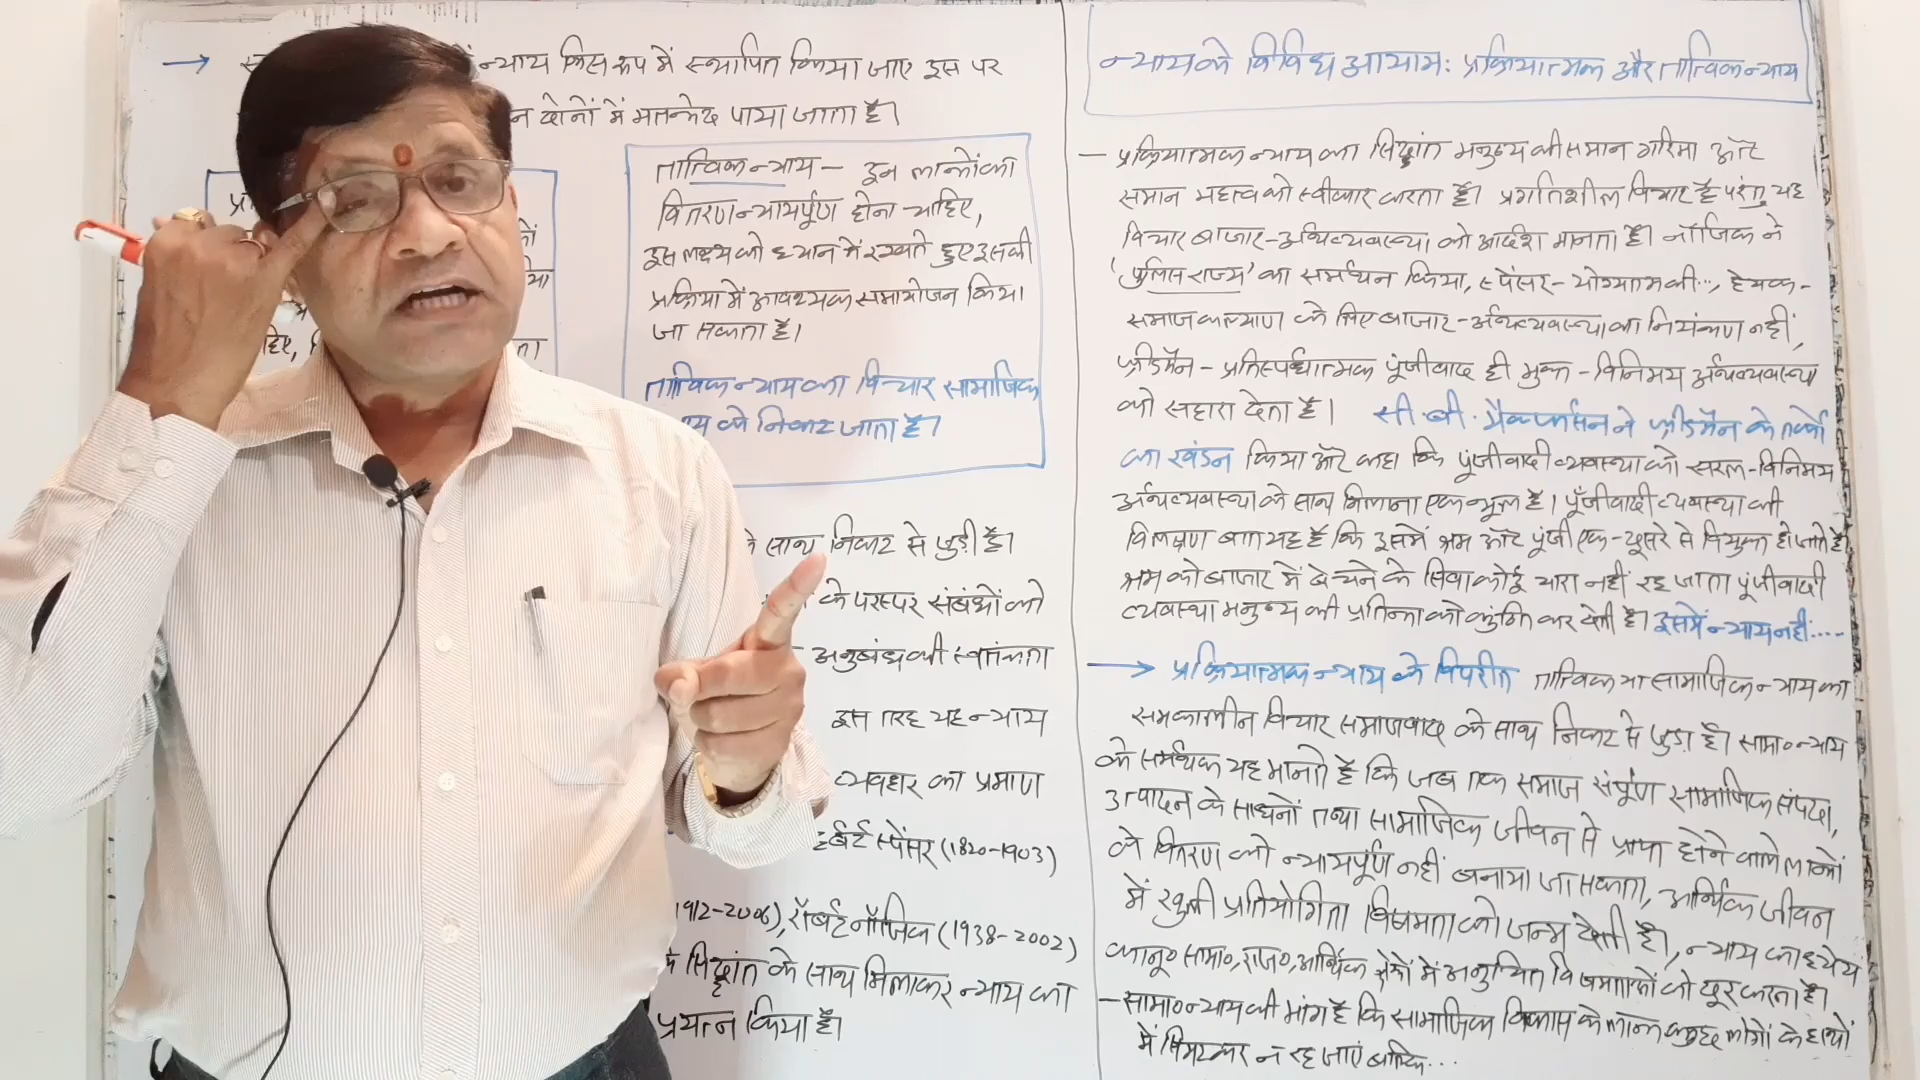 न्याय किस रूप में स्थापित किया जाए इस पर
न दोनों में मतभेद पाया जाता है।
तात्विक न्याय – इन लाभों का
वितरण न्यायपूर्ण होना चाहिए,
इस लक्ष्य को ध्यान में रखते हुए इसकी
प्रक्रिया में आवश्यक समायोजन किया
जा सकता है।
तात्विक न्याय का विचार सामाजिक
य के निकट जाता है।
के साथ निकट से जुड़ी है।
के परस्पर संबंधों को
अनुबंध की स्वतंत्रता
इस तरह यह न्याय
व्यवहार का प्रमाण
हर्बर्ट स्पेंसर (1820-1903)
1912-2006), रॉबर्ट नॉजिक (1938-2002)
के सिद्धांत के साथ मिलाकर न्याय का
प्रयत्न किया है।
न्याय के विविध आयाम: प्रक्रियात्मक और तात्विक न्याय
– प्रक्रियात्मक न्याय का सिद्धांत मनुष्य की समान गरिमा और
समान महत्व को स्वीकार करता है। प्रगतिशील विचार है परंतु यह
विचार बाजार-अर्थव्यवस्था को आदर्श मानता है। नॉजिक ने
'पुलिस राज्य' का समर्थन किया, स्पेंसर – योग्यतम की..., हेयक –
समाज कल्याण के लिए बाजार-अर्थव्यवस्था का नियंत्रण नहीं,
फ्रीडमैन – प्रतिस्पर्धात्मक पूंजीवाद ही मुक्त-विनिमय अर्थव्यवस्था
को सहारा देता है। सी. बी. मैक्फर्सन ने फ्रीडमैन के तर्को
का खंडन किया और कहा कि पूंजीवादी व्यवस्था को सरल-विनिमय
अर्थव्यवस्था के साथ मिलाना एक भूल है। पूँजीवादी व्यवस्था की
विलक्षण बात यह है कि इसमें श्रम और पूंजी एक-दूसरे से वियुक्त हो जाते है
श्रम को बाजार में बेचने के सिवा कोई चारा नहीं रह जाता पूंजीवादी
व्यवस्था मनुष्य की प्रतिभा को कुंठित कर देती है। इसमें न्याय नहीं....
→ प्रक्रियात्मक न्याय के विपरीत तात्विक या सामाजिक न्याय का
समकालीन विचार समाजवाद के साथ निकट से जुड़ा है। सामा० न्याय
के समर्थक यह मानते है कि जब तक समाज संपूर्ण सामाजिक संपदा,
उत्पादन के साधनों तथा सामाजिक जीवन से प्राप्त होने वाले लाभों
के वितरण को न्यायपूर्ण नहीं बनाया जा सकता, आर्थिक जीवन
में खुली प्रतियोगिता विषमता को जन्म देती है।, न्याय का ध्येय
कानू० सामा०, राज०, आर्थिक क्षेत्रों में अनुचित विषमताओं को दूर करना है।
– सामा० न्याय की मांग है कि सामाजिक विकास के लाभ कुछ लोगों के हाथों
में सिमटकर न रह जाएं बल्कि...